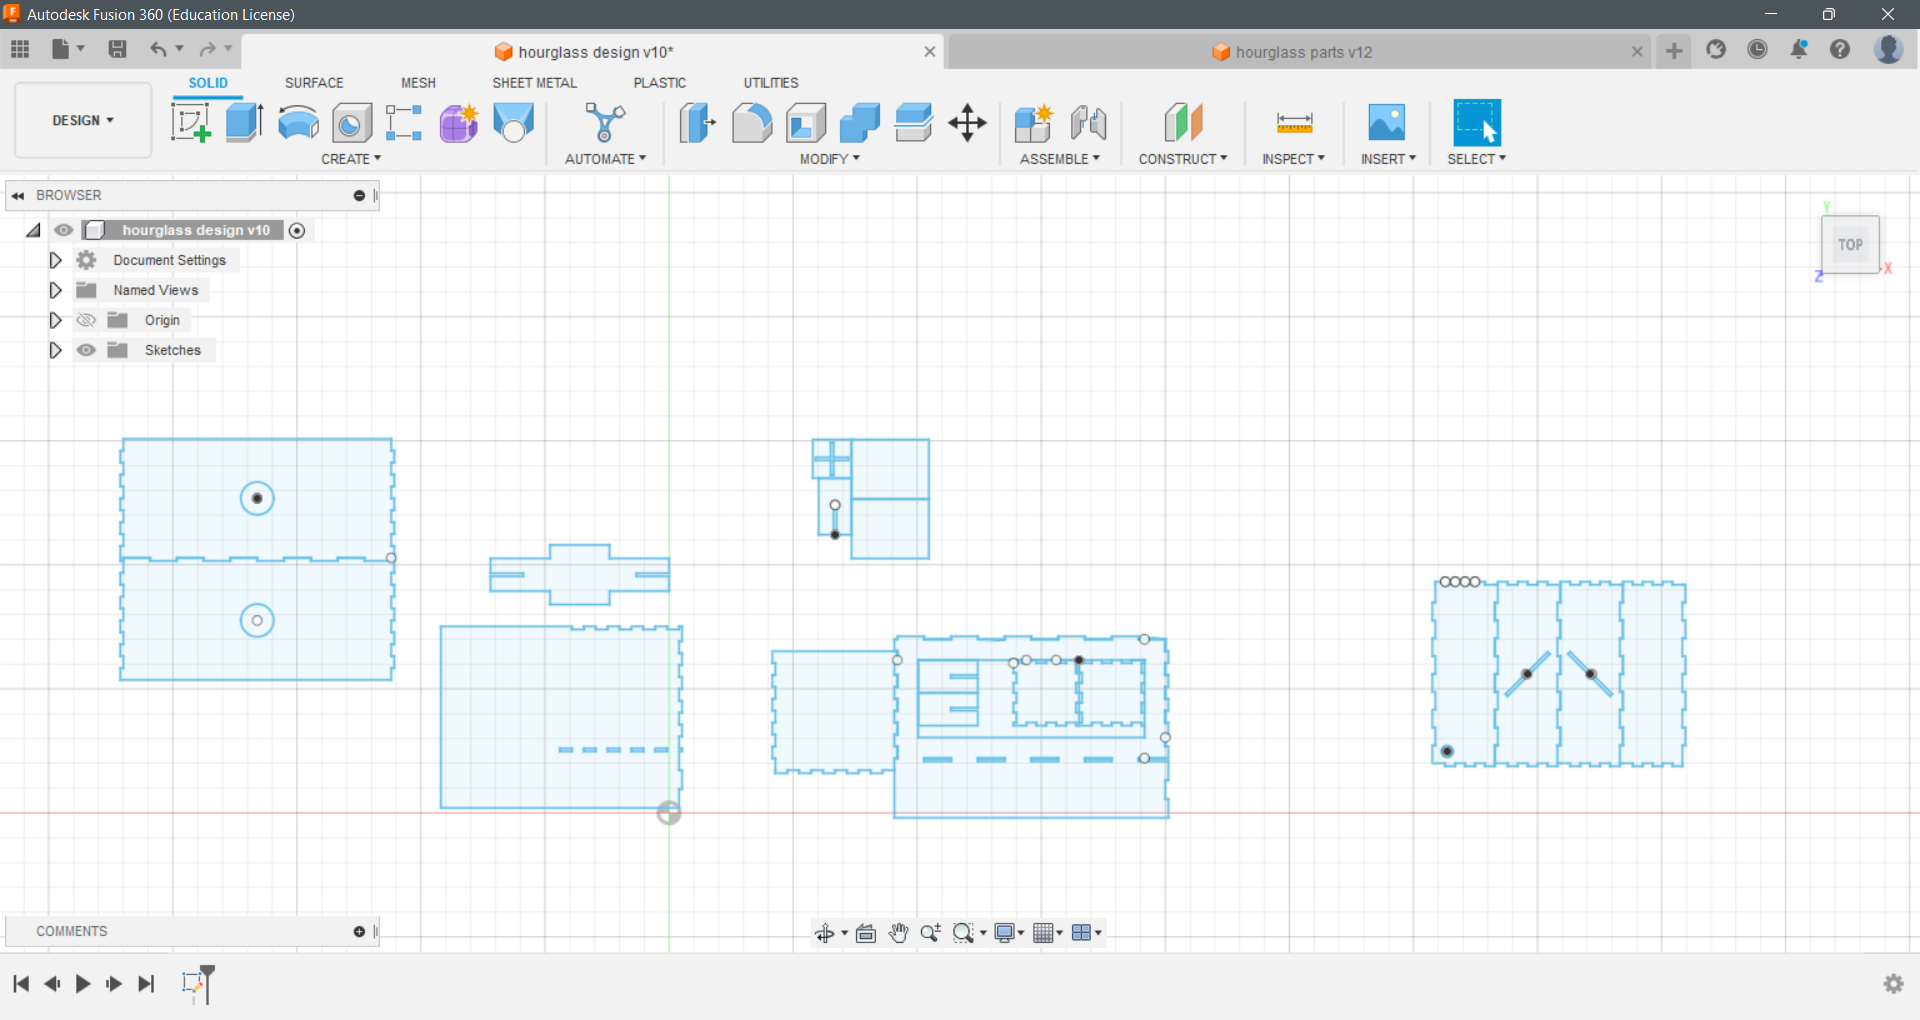 Autodesk Fusion 360 (Education License)
hourglass design v10*
hourglass parts v12
SOLID SURFACE MESH SHEET METAL PLASTIC UTILITIES
DESIGN
CREATE AUTOMATE MODIFY ASSEMBLE CONSTRUCT INSPECT INSERT SELECT
BROWSER
hourglass design v10
Document Settings
Named Views
Origin
Sketches
Y
TOP
X
Z
COMMENTS